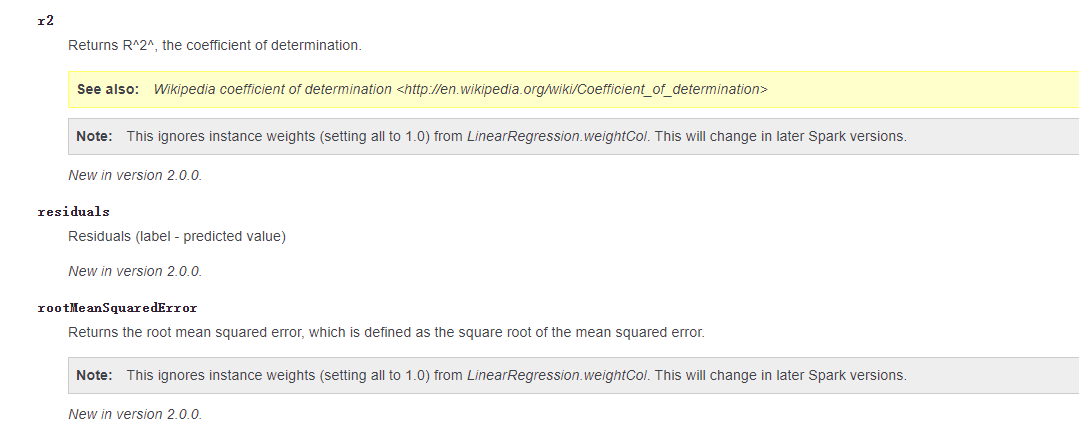 r2
Returns R^2^, the coefficient of determination.
See also: Wikipedia coefficient of determination <http://en.wikipedia.org/wiki/Coefficient_of_determination>
Note: This ignores instance weights (setting all to 1.0) from LinearRegression.weightCol. This will change in later Spark versions.
New in version 2.0.0.
residuals
Residuals (label - predicted value)
New in version 2.0.0.
rootMeanSquaredError
Returns the root mean squared error, which is defined as the square root of the mean squared error.
Note: This ignores instance weights (setting all to 1.0) from LinearRegression.weightCol. This will change in later Spark versions.
New in version 2.0.0.